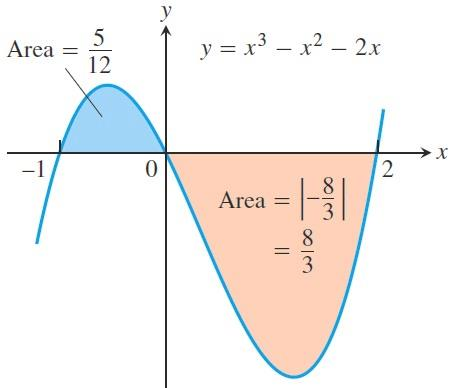 y
Area = 5/12
y = x³ − x² − 2x
x
−1
0
2
Area = |−8/3|
= 8/3